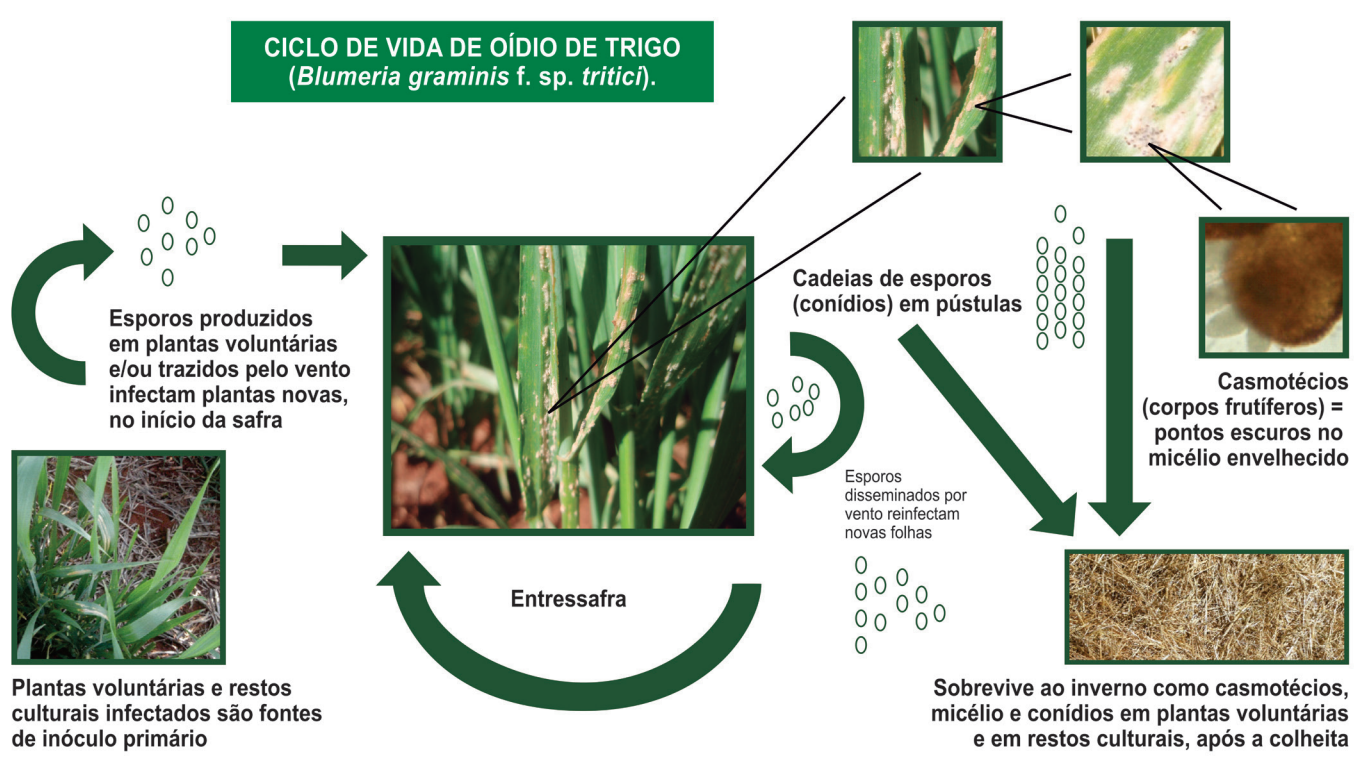 CICLO DE VIDA DE OÍDIO DE TRIGO
(Blumeria graminis f. sp. tritici).
Esporos produzidos
em plantas voluntárias
e/ou trazidos pelo vento
infectam plantas novas,
no início da safra
Plantas voluntárias e restos
culturais infectados são fontes
de inóculo primário
Entressafra
Cadeias de esporos
(conídios) em pústulas
Esporos
disseminados por
vento reinfectam
novas folhas
Casmotécios
(corpos frutíferos) =
pontos escuros no
micélio envelhecido
Sobrevive ao inverno como casmotécios,
micélio e conídios em plantas voluntárias
e em restos culturais, após a colheita